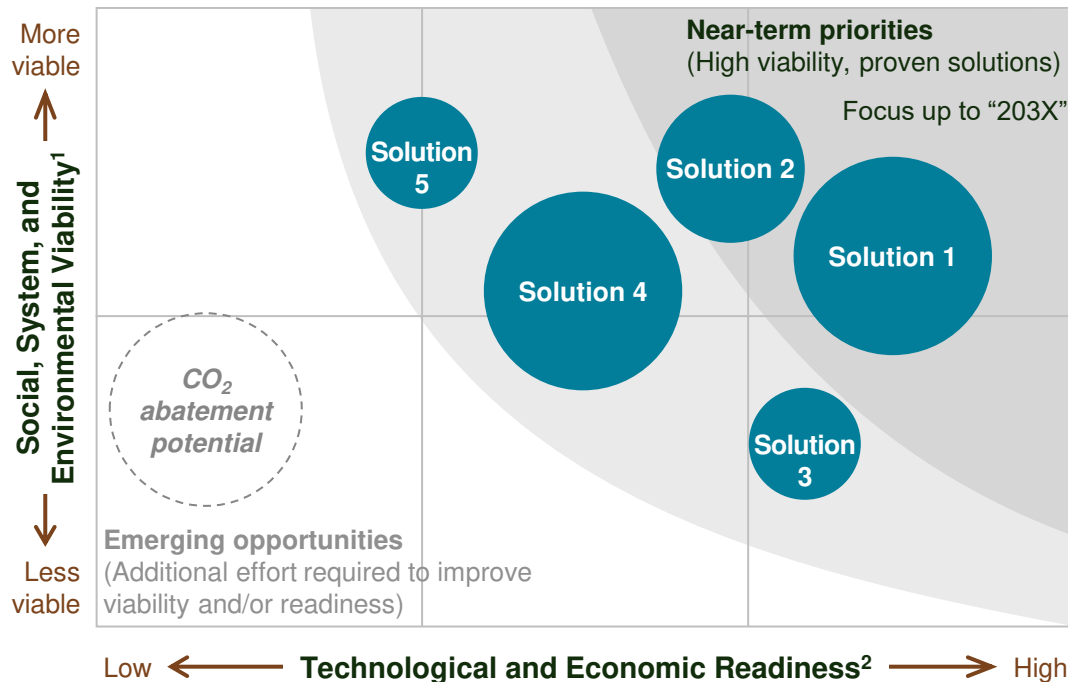 More
viable
Social, System, and
Environmental Viability¹
Less
viable
Near-term priorities
(High viability, proven solutions)
Focus up to “203X”
Solution
5
Solution 2
Solution 1
Solution 4
Solution
3
CO₂
abatement
potential
Emerging opportunities
(Additional effort required to improve
viability and/or readiness)
Low
Technological and Economic Readiness²
High